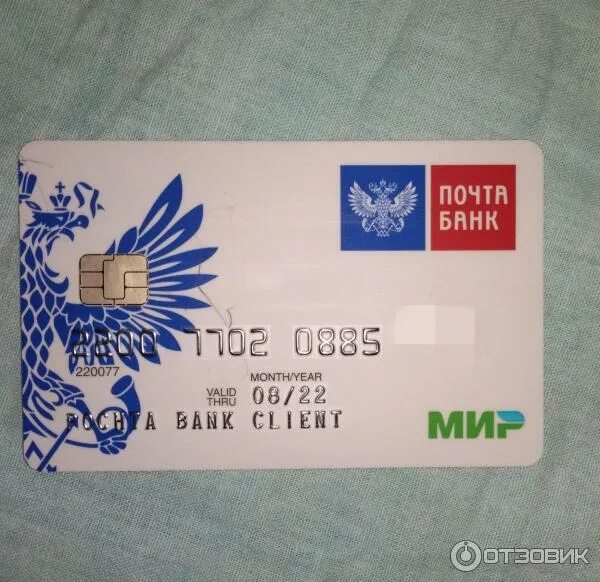 ПОЧТА
БАНК
2200 7702 0885
220077
MONTH/YEAR
VALID
THRU
08/22
POCHTA BANK CLIENT
МИР
ОТЗОВИК